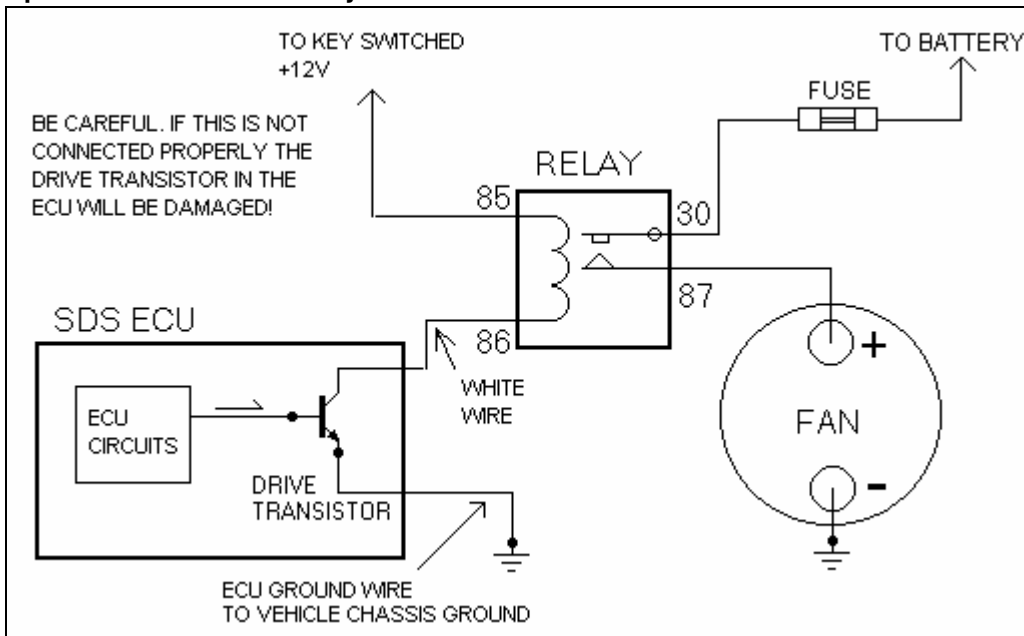 TO KEY SWITCHED
+12V
TO BATTERY
FUSE
BE CAREFUL. IF THIS IS NOT
CONNECTED PROPERLY THE
DRIVE TRANSISTOR IN THE
ECU WILL BE DAMAGED!
RELAY
85
30
87
86
SDS ECU
WHITE
WIRE
ECU
CIRCUITS
DRIVE
TRANSISTOR
+
FAN
-
ECU GROUND WIRE
TO VEHICLE CHASSIS GROUND